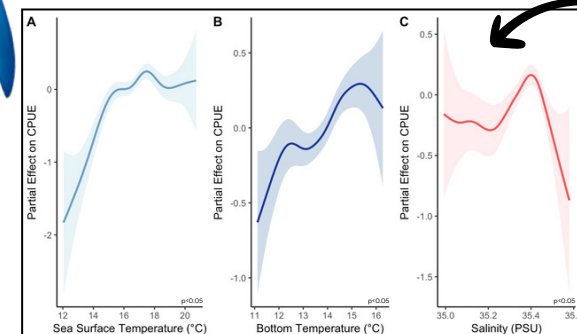 A
Partial Effect on CPUE
0
-1
-2
12 14 16 18 20
p<0.05
Sea Surface Temperature (°C)
B
Partial Effect on CPUE
0.5
0.0
-0.5
-1.0
11 12 13 14 15 16
p<0.05
Bottom Temperature (°C)
C
Partial Effect on CPUE
0.5
0.0
-0.5
-1.0
-1.5
35.0 35.2 35.4
p<0.05
Salinity (PSU)